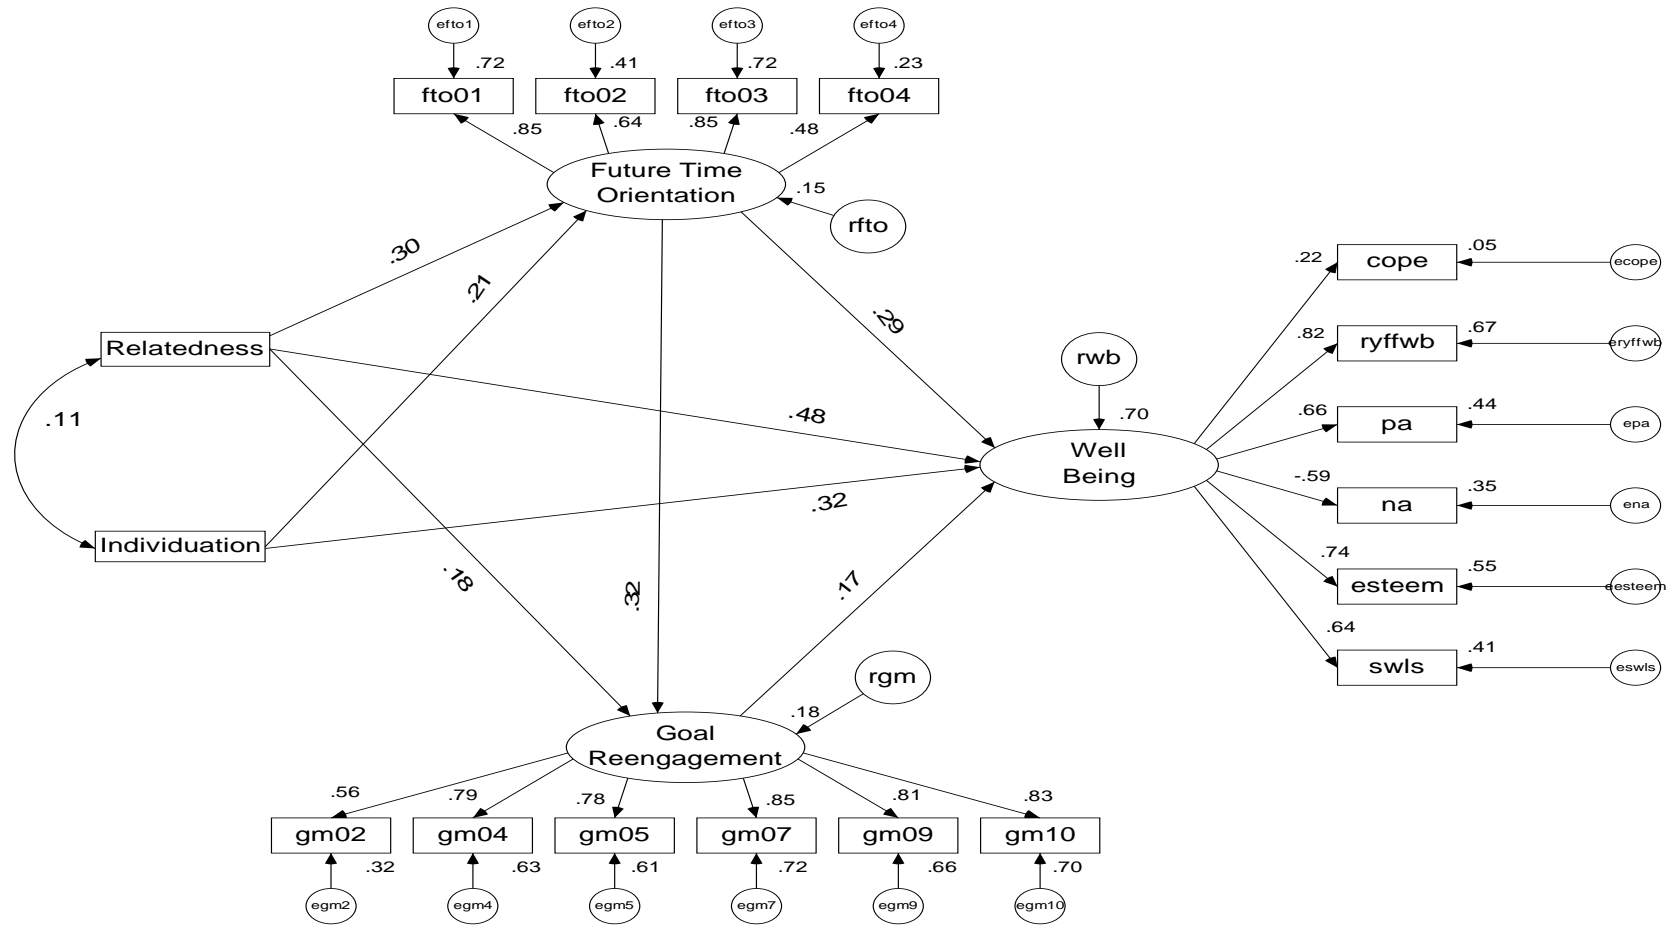 efto1 efto2 efto3 efto4
.72 .41 .72 .23
fto01 fto02 fto03 fto04
.85 .64 .85 .48
Future Time
Orientation
.15
rfto
.30
.21
.29
Relatedness
.11
.48
Individuation
.32
.18
.32
.17
rwb
.70
Well
Being
.22 cope .05 ecope
.82 ryffwb .67 eryffwb
.66 pa .44 epa
-.59 na .35 ena
.74 esteem .55 eesteem
.64 swls .41 eswls
rgm
.18
Goal
Reengagement
.56 .79 .78 .85 .81 .83
gm02 gm04 gm05 gm07 gm09 gm10
.32 .63 .61 .72 .66 .70
egm2 egm4 egm5 egm7 egm9 egm10